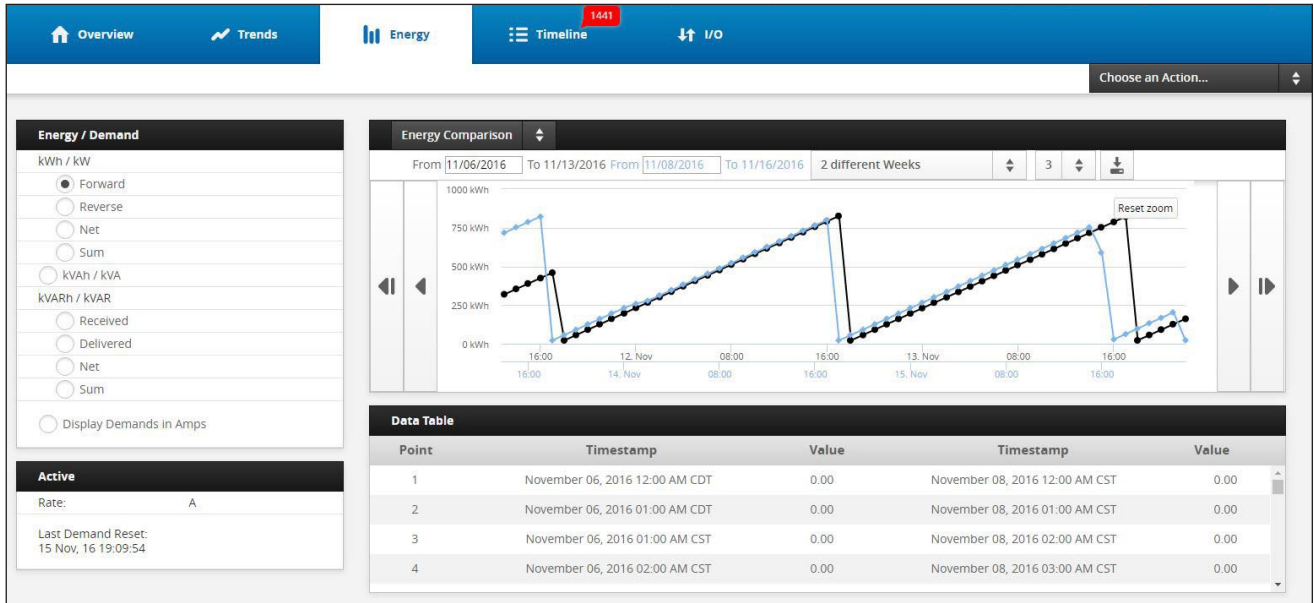 Overview Trends Energy Timeline 1441 I/O
Choose an Action...
Energy / Demand
kWh / kW
Forward
Reverse
Net
Sum
kVAh / kVA
kVARh / kVAR
Received
Delivered
Net
Sum
Display Demands in Amps
Active
Rate: A
Last Demand Reset:
15 Nov, 16 19:09:54
Energy Comparison
From 11/06/2016 To 11/13/2016 From 11/08/2016 To 11/16/2016 2 different Weeks 3
1000 kWh
Reset zoom
750 kWh
500 kWh
250 kWh
0 kWh
16:00 12. Nov 08:00 16:00 13. Nov 08:00 16:00
16:00 14. Nov 08:00 16:00 15. Nov 08:00 16:00
Data Table
Point Timestamp Value Timestamp Value
1 November 06, 2016 12:00 AM CDT 0.00 November 08, 2016 12:00 AM CST 0.00
2 November 06, 2016 01:00 AM CDT 0.00 November 08, 2016 01:00 AM CST 0.00
3 November 06, 2016 01:00 AM CST 0.00 November 08, 2016 02:00 AM CST 0.00
4 November 06, 2016 02:00 AM CST 0.00 November 08, 2016 03:00 AM CST 0.00